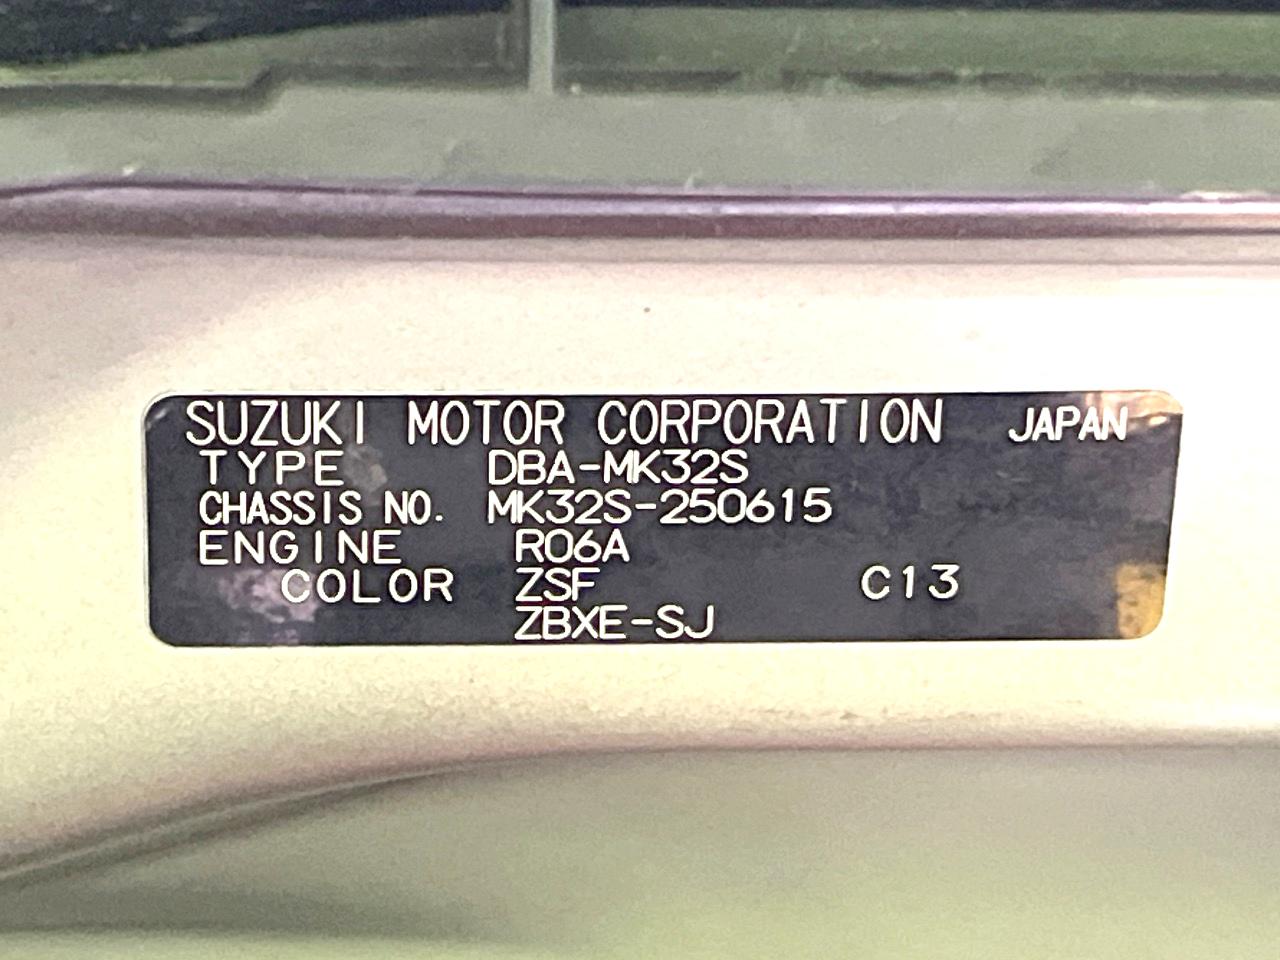 SUZUKI MOTOR CORPORATION JAPAN
TYPE DBA-MK32S
CHASSIS NO. MK32S-250615
ENGINE R06A
COLOR ZSF C13
ZBXE-SJ